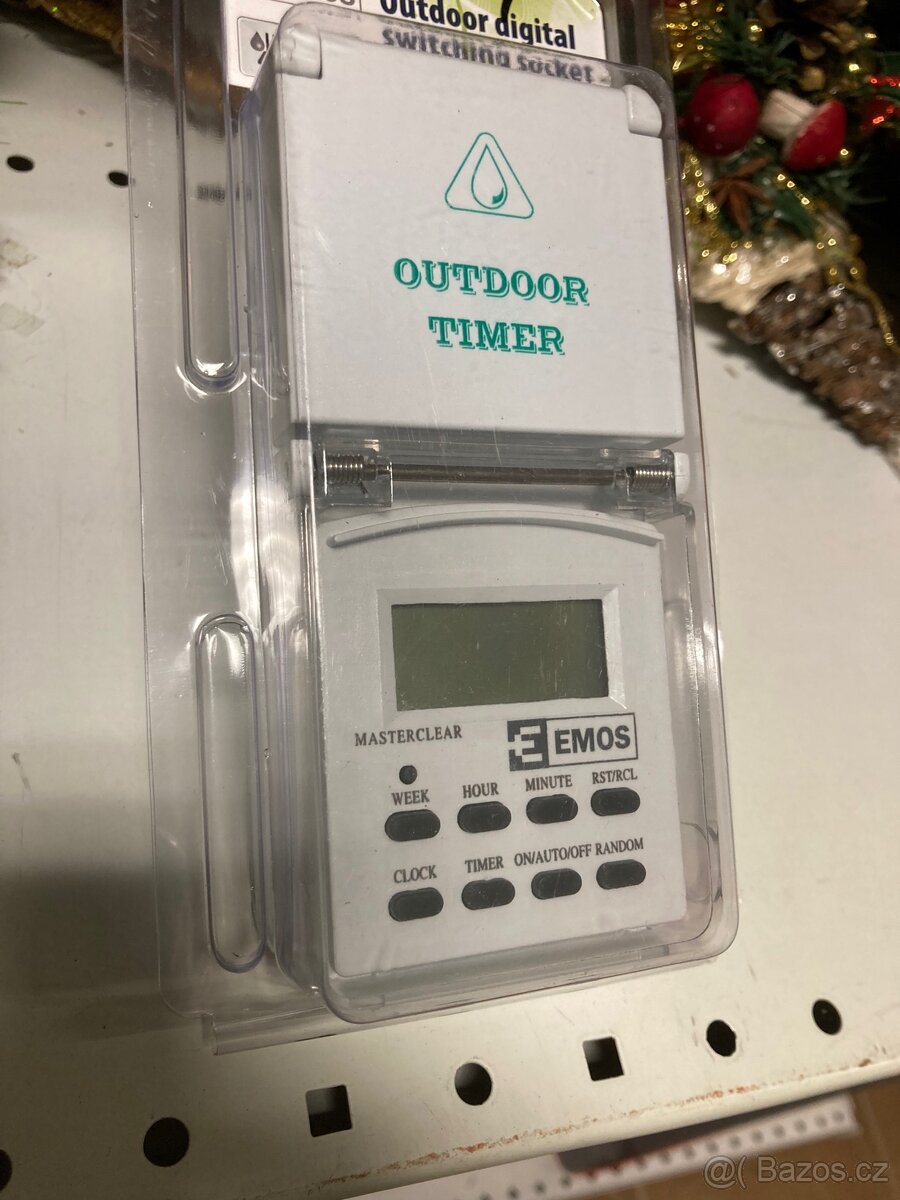 Outdoor digital
switching socket
OUTDOOR
TIMER
MASTERCLEAR
EMOS
WEEK HOUR MINUTE RST/RCL
CLOCK TIMER ON/AUTO/OFF RANDOM
@( Bazos.cz